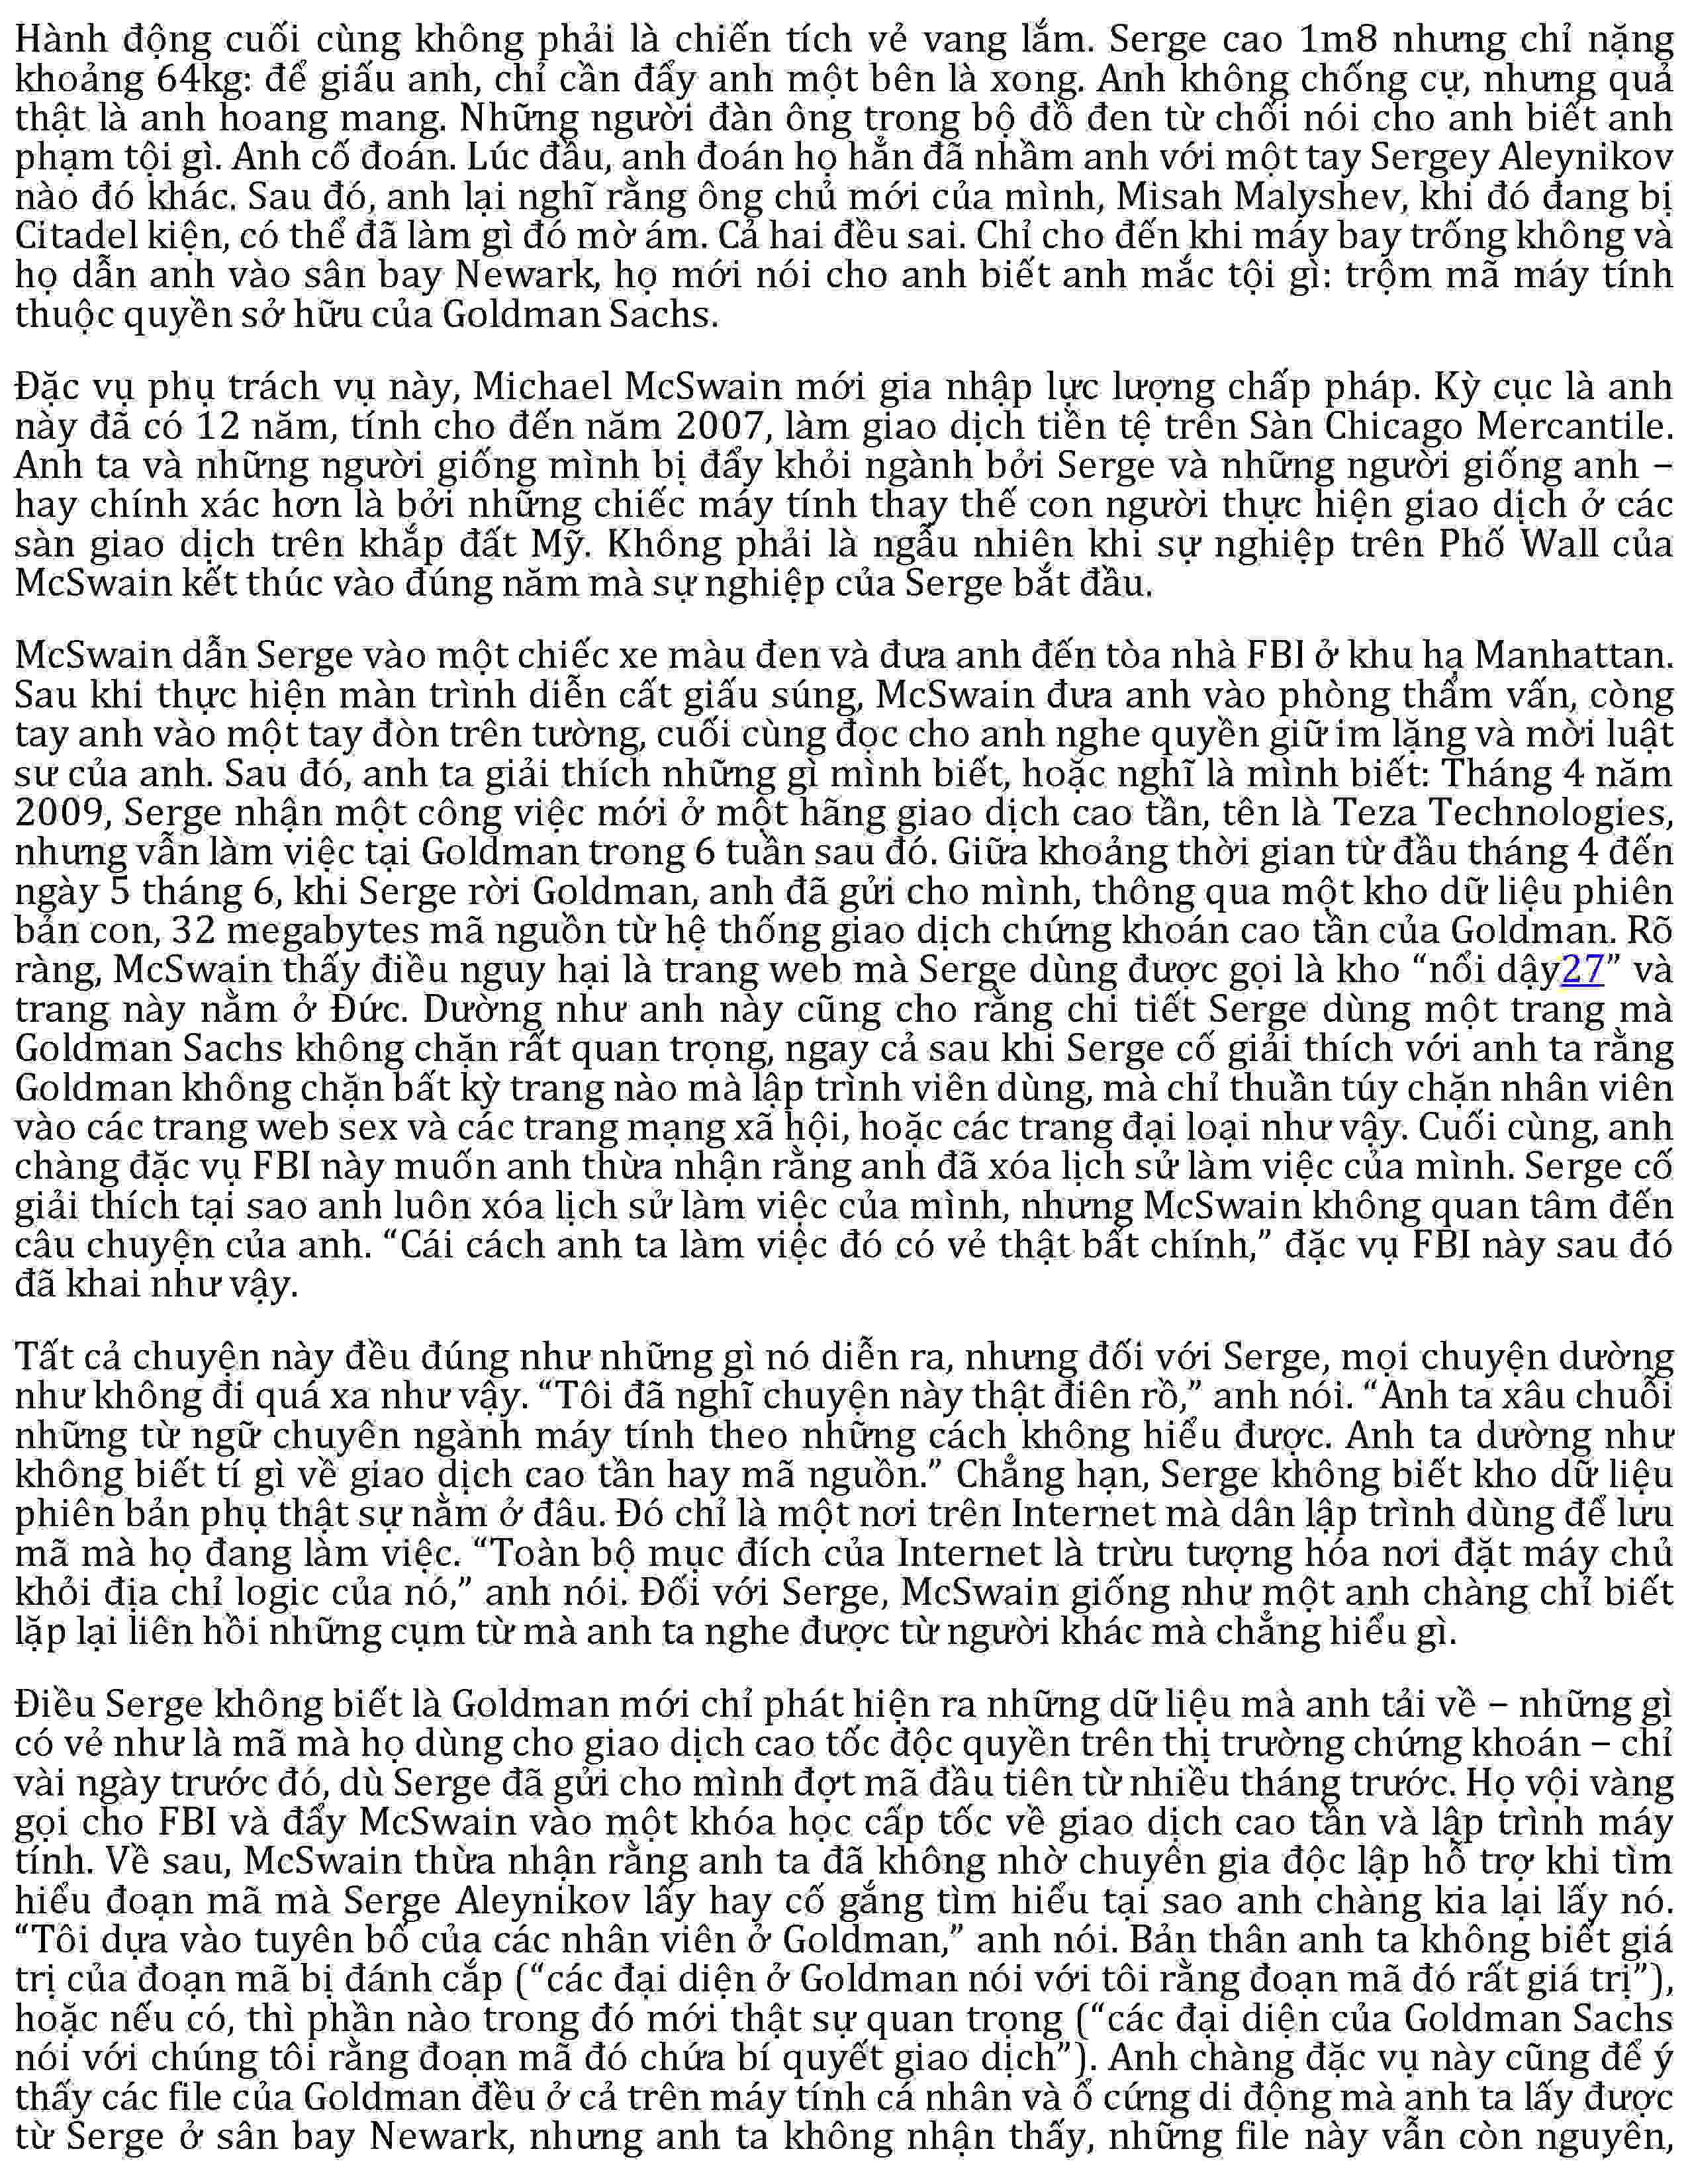 Hành động cuối cùng không phải là chiến tích vẻ vang lắm. Serge cao 1m8 nhưng chỉ nặng
khoảng 64kg: để giấu anh, chỉ cần đẩy anh một bên là xong. Anh không chống cự, nhưng quả
thật là anh hoang mang. Những người đàn ông trong bộ đồ đen từ chối nói cho anh biết anh
phạm tội gì. Anh cố đoán. Lúc đầu, anh đoán họ hẳn đã nhầm anh với một tay Sergey Aleynikov
nào đó khác. Sau đó, anh lại nghĩ rằng ông chủ mới của mình, Misah Malyshev, khi đó đang bị
Citadel kiện, có thể đã làm gì đó mờ ám. Cả hai đều sai. Chỉ cho đến khi máy bay trống không và
họ dẫn anh vào sân bay Newark, họ mới nói cho anh biết anh mắc tội gì: trộm mã máy tính
thuộc quyền sở hữu của Goldman Sachs.
Đặc vụ phụ trách vụ này, Michael McSwain mới gia nhập lực lượng chấp pháp. Kỳ cục là anh
này đã có 12 năm, tính cho đến năm 2007, làm giao dịch tiền tệ trên Sàn Chicago Mercantile.
Anh ta và những người giống mình bị đẩy khỏi ngành bởi Serge và những người giống anh –
hay chính xác hơn là bởi những chiếc máy tính thay thế con người thực hiện giao dịch ở các
sàn giao dịch trên khắp đất Mỹ. Không phải là ngẫu nhiên khi sự nghiệp trên Phố Wall của
McSwain kết thúc vào đúng năm mà sự nghiệp của Serge bắt đầu.
McSwain dẫn Serge vào một chiếc xe màu đen và đưa anh đến tòa nhà FBI ở khu hạ Manhattan.
Sau khi thực hiện màn trình diễn cất giấu súng, McSwain đưa anh vào phòng thẩm vấn, còng
tay anh vào một tay đòn trên tường, cuối cùng đọc cho anh nghe quyền giữ im lặng và mời luật
sư của anh. Sau đó, anh ta giải thích những gì mình biết, hoặc nghĩ là mình biết: Tháng 4 năm
2009, Serge nhận một công việc mới ở một hãng giao dịch cao tần, tên là Teza Technologies,
nhưng vẫn làm việc tại Goldman trong 6 tuần sau đó. Giữa khoảng thời gian từ đầu tháng 4 đến
ngày 5 tháng 6, khi Serge rời Goldman, anh đã gửi cho mình, thông qua một kho dữ liệu phiên
bản con, 32 megabytes mã nguồn từ hệ thống giao dịch chứng khoán cao tần của Goldman. Rõ
ràng, McSwain thấy điều nguy hại là trang web mà Serge dùng được gọi là kho “nổi dậy27” và
trang này nằm ở Đức. Dường như anh này cũng cho rằng chi tiết Serge dùng một trang mà
Goldman Sachs không chặn rất quan trọng, ngay cả sau khi Serge cố giải thích với anh ta rằng
Goldman không chặn bất kỳ trang nào mà lập trình viên dùng, mà chỉ thuần túy chặn nhân viên
vào các trang web sex và các trang mạng xã hội, hoặc các trang đại loại như vậy. Cuối cùng, anh
chàng đặc vụ FBI này muốn anh thừa nhận rằng anh đã xóa lịch sử làm việc của mình. Serge cố
giải thích tại sao anh luôn xóa lịch sử làm việc của mình, nhưng McSwain không quan tâm đến
câu chuyện của anh. “Cái cách anh ta làm việc đó có vẻ thật bất chính,” đặc vụ FBI này sau đó
đã khai như vậy.
Tất cả chuyện này đều đúng như những gì nó diễn ra, nhưng đối với Serge, mọi chuyện dường
như không đi quá xa như vậy. “Tôi đã nghĩ chuyện này thật điên rồ,” anh nói. “Anh ta xâu chuỗi
những từ ngữ chuyên ngành máy tính theo những cách không hiểu được. Anh ta dường như
không biết tí gì về giao dịch cao tần hay mã nguồn.” Chẳng hạn, Serge không biết kho dữ liệu
phiên bản phụ thật sự nằm ở đâu. Đó chỉ là một nơi trên Internet mà dân lập trình dùng để lưu
mã mà họ đang làm việc. “Toàn bộ mục đích của Internet là trừu tượng hóa nơi đặt máy chủ
khỏi địa chỉ logic của nó,” anh nói. Đối với Serge, McSwain giống như một anh chàng chỉ biết
lặp lại liên hồi những cụm từ mà anh ta nghe được từ người khác mà chẳng hiểu gì.
Điều Serge không biết là Goldman mới chỉ phát hiện ra những dữ liệu mà anh tải về – những gì
có vẻ như là mã mà họ dùng cho giao dịch cao tốc độc quyền trên thị trường chứng khoán – chỉ
vài ngày trước đó, dù Serge đã gửi cho mình đợt mã đầu tiên từ nhiều tháng trước. Họ vội vàng
gọi cho FBI và đẩy McSwain vào một khóa học cấp tốc về giao dịch cao tần và lập trình máy
tính. Về sau, McSwain thừa nhận rằng anh ta đã không nhờ chuyên gia độc lập hỗ trợ khi tìm
hiểu đoạn mã mà Serge Aleynikov lấy hay cố gắng tìm hiểu tại sao anh chàng kia lại lấy nó.
“Tôi dựa vào tuyên bố của các nhân viên ở Goldman,” anh nói. Bản thân anh ta không biết giá
trị của đoạn mã bị đánh cắp (“các đại diện ở Goldman nói với tôi rằng đoạn mã đó rất giá trị”),
hoặc nếu có, thì phần nào trong đó mới thật sự quan trọng (“các đại diện của Goldman Sachs
nói với chúng tôi rằng đoạn mã đó chứa bí quyết giao dịch”). Anh chàng đặc vụ này cũng để ý
thấy các file của Goldman đều ở cả trên máy tính cá nhân và ổ cứng di động mà anh ta lấy được
từ Serge ở sân bay Newark, nhưng anh ta không nhận thấy, những file này vẫn còn nguyên,